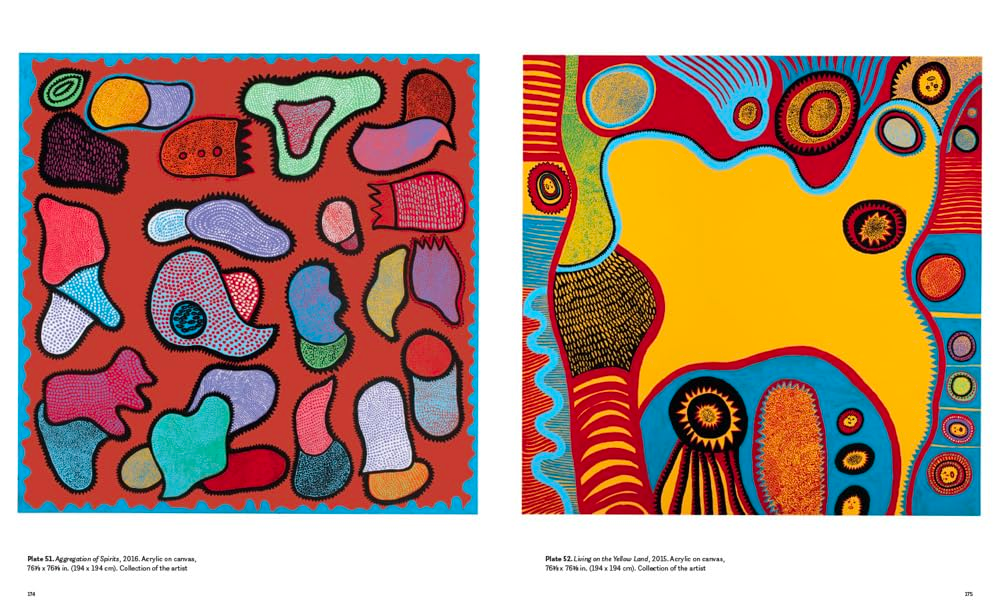 Plate 51. Aggregation of Spirits, 2016. Acrylic on canvas,
76⅜ x 76⅜ in. (194 x 194 cm). Collection of the artist
174
Plate 52. Living on the Yellow Land, 2015. Acrylic on canvas,
76⅜ x 76⅜ in. (194 x 194 cm). Collection of the artist
175